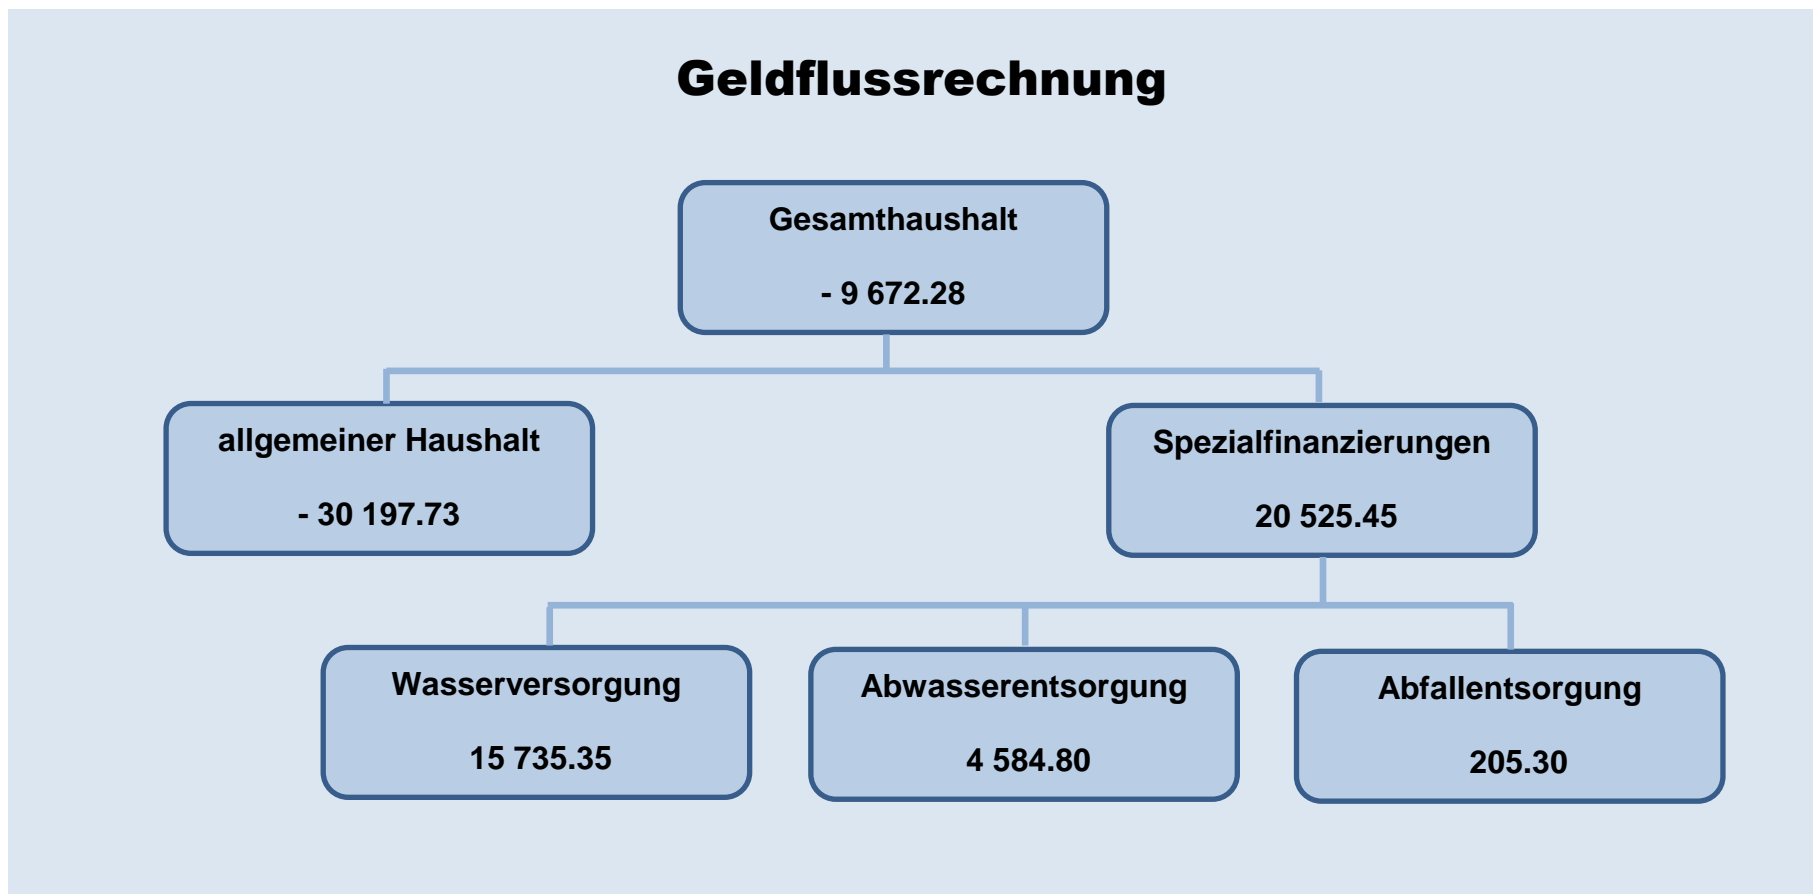 Geldflussrechnung
Gesamthaushalt
- 9 672.28
allgemeiner Haushalt
- 30 197.73
Spezialfinanzierungen
20 525.45
Wasserversorgung
15 735.35
Abwasserentsorgung
4 584.80
Abfallentsorgung
205.30